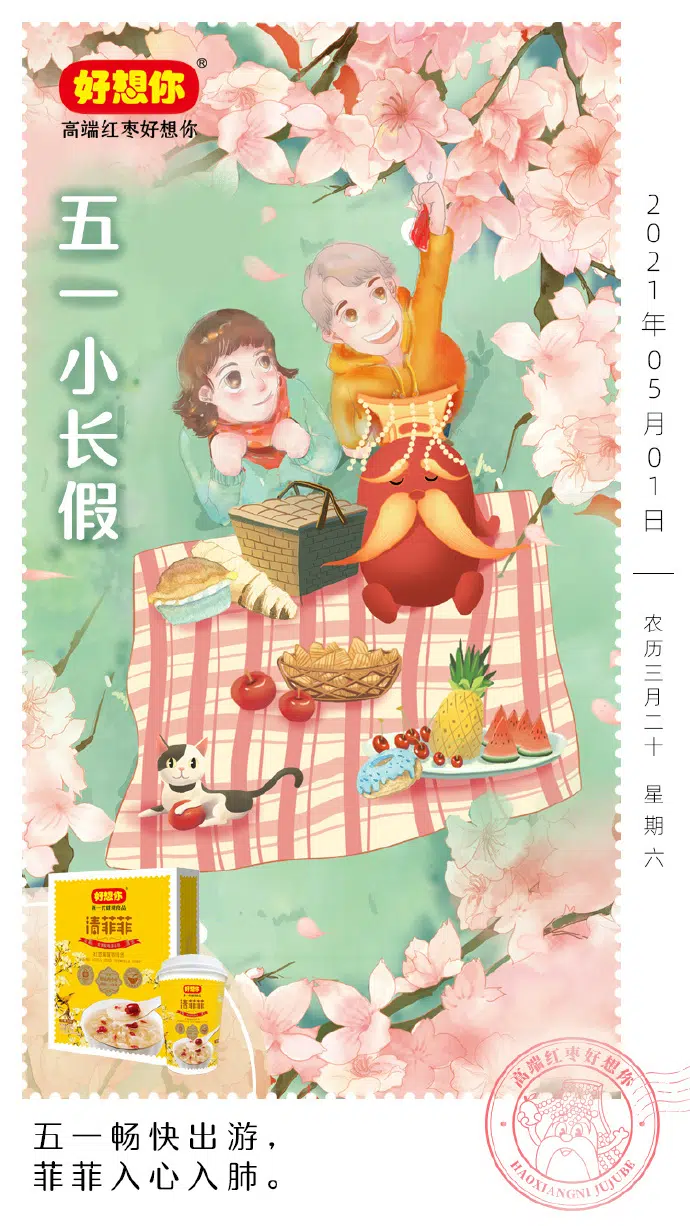 好想你®
高端红枣好想你
五一小长假
2021年05月01日
农历三月二十 星期六
好想你
清菲菲
好想你
清菲菲
五一畅快出游，
菲菲入心入肺。
高端红枣好想你
HAOXIANGNI JUJUBE